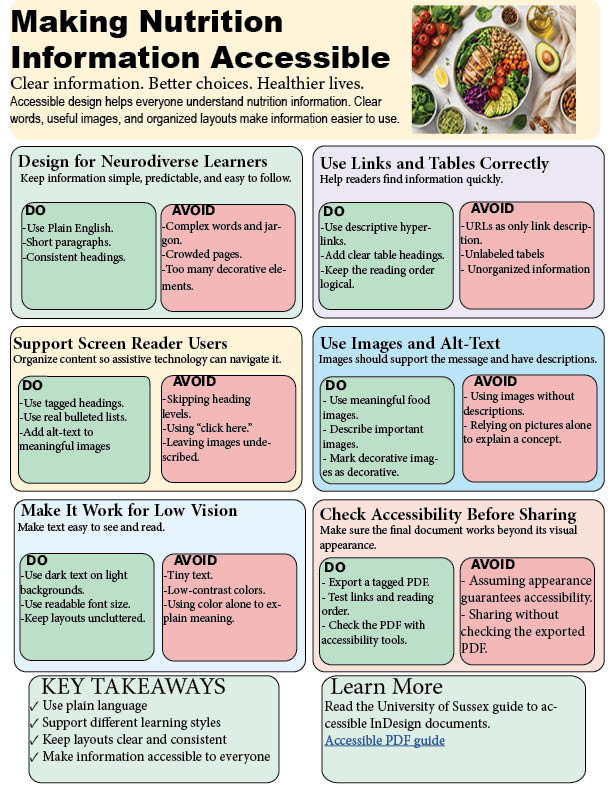 Making Nutrition
Information Accessible
Clear information. Better choices. Healthier lives.
Accessible design helps everyone understand nutrition information. Clear
words, useful images, and organized layouts make information easier to use.
Design for Neurodiverse Learners
Keep information simple, predictable, and easy to follow.
DO
-Use Plain English.
-Short paragraphs.
-Consistent headings.
AVOID
-Complex words and jar-
gon.
-Crowded pages.
-Too many decorative ele-
ments.
Use Links and Tables Correctly
Help readers find information quickly.
DO
-Use descriptive hyper-
links.
-Add clear table headings.
-Keep the reading order
logical.
AVOID
-URLs as only link descrip-
tion.
-Unlabeled tabels
- Unorganized information
Support Screen Reader Users
Organize content so assistive technology can navigate it.
DO
-Use tagged headings.
-Use real bulleted lists.
-Add alt-text to
meaningful images
AVOID
-Skipping heading
levels.
-Using “click here.”
-Leaving images unde-
scribed.
Use Images and Alt-Text
Images should support the message and have descriptions.
DO
- Use meaningful food
images.
- Describe important
images.
- Mark decorative imag-
es as decorative.
AVOID
- Using images without
descriptions.
- Relying on pictures alone
to explain a concept.
Make It Work for Low Vision
Make text easy to see and read.
DO
-Use dark text on light
backgrounds.
-Use readable font size.
-Keep layouts uncluttered.
AVOID
-Tiny text.
-Low-contrast colors.
-Using color alone to ex-
plain meaning.
Check Accessibility Before Sharing
Make sure the final document works beyond its visual
appearance.
DO
- Export a tagged PDF.
- Test links and reading
order.
- Check the PDF with
accessibility tools.
AVOID
- Assuming appearance
guarantees accessibility.
- Sharing without
checking the exported
PDF.
KEY TAKEAWAYS
✓ Use plain language
✓ Support different learning styles
✓ Keep layouts clear and consistent
✓ Make information accessible to everyone
Learn More
Read the University of Sussex guide to ac-
cessible InDesign documents.
Accessible PDF guide